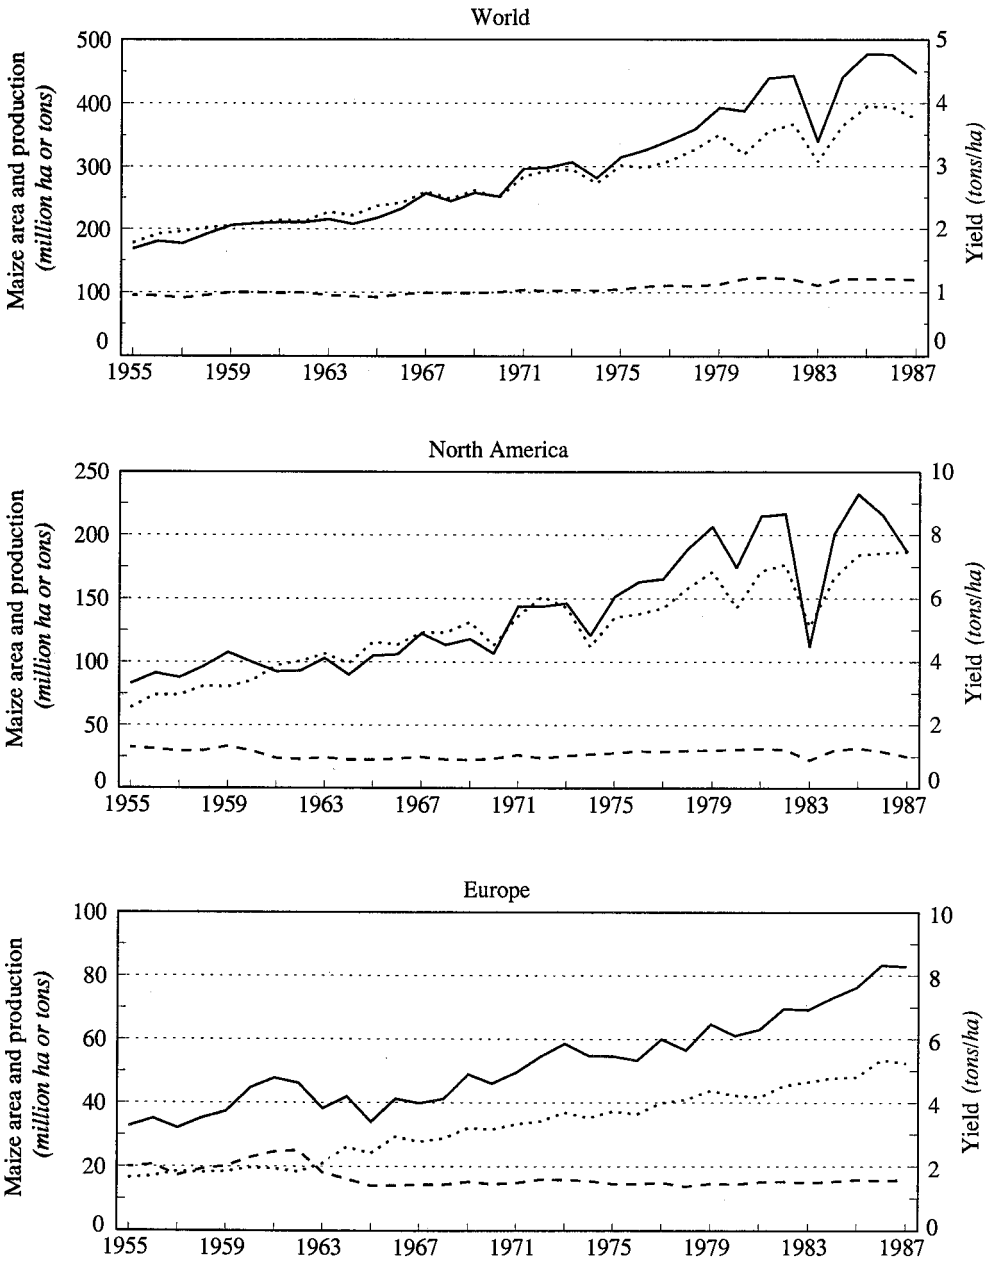 World
Maize area and production
(million ha or tons)
500
400
300
200
100
0
5
4
3
2
1
0
Yield (tons/ha)
1955 1959 1963 1967 1971 1975 1979 1983 1987
North America
Maize area and production
(million ha or tons)
250
200
150
100
50
0
10
8
6
4
2
0
Yield (tons/ha)
1955 1959 1963 1967 1971 1975 1979 1983 1987
Europe
Maize area and production
(million ha or tons)
100
80
60
40
20
0
10
8
6
4
2
0
Yield (tons/ha)
1955 1959 1963 1967 1971 1975 1979 1983 1987